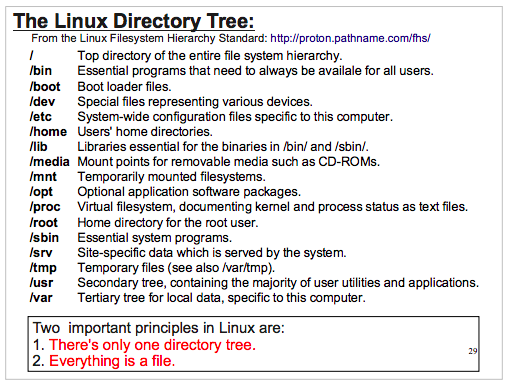 The Linux Directory Tree:
From the Linux Filesystem Hierarchy Standard: http://proton.pathname.com/fhs/
/ Top directory of the entire file system hierarchy.
/bin Essential programs that need to always be availale for all users.
/boot Boot loader files.
/dev Special files representing various devices.
/etc System-wide configuration files specific to this computer.
/home Users' home directories.
/lib Libraries essential for the binaries in /bin/ and /sbin/.
/media Mount points for removable media such as CD-ROMs.
/mnt Temporarily mounted filesystems.
/opt Optional application software packages.
/proc Virtual filesystem, documenting kernel and process status as text files.
/root Home directory for the root user.
/sbin Essential system programs.
/srv Site-specific data which is served by the system.
/tmp Temporary files (see also /var/tmp).
/usr Secondary tree, containing the majority of user utilities and applications.
/var Tertiary tree for local data, specific to this computer.
Two important principles in Linux are:
1. There's only one directory tree.
2. Everything is a file.
29